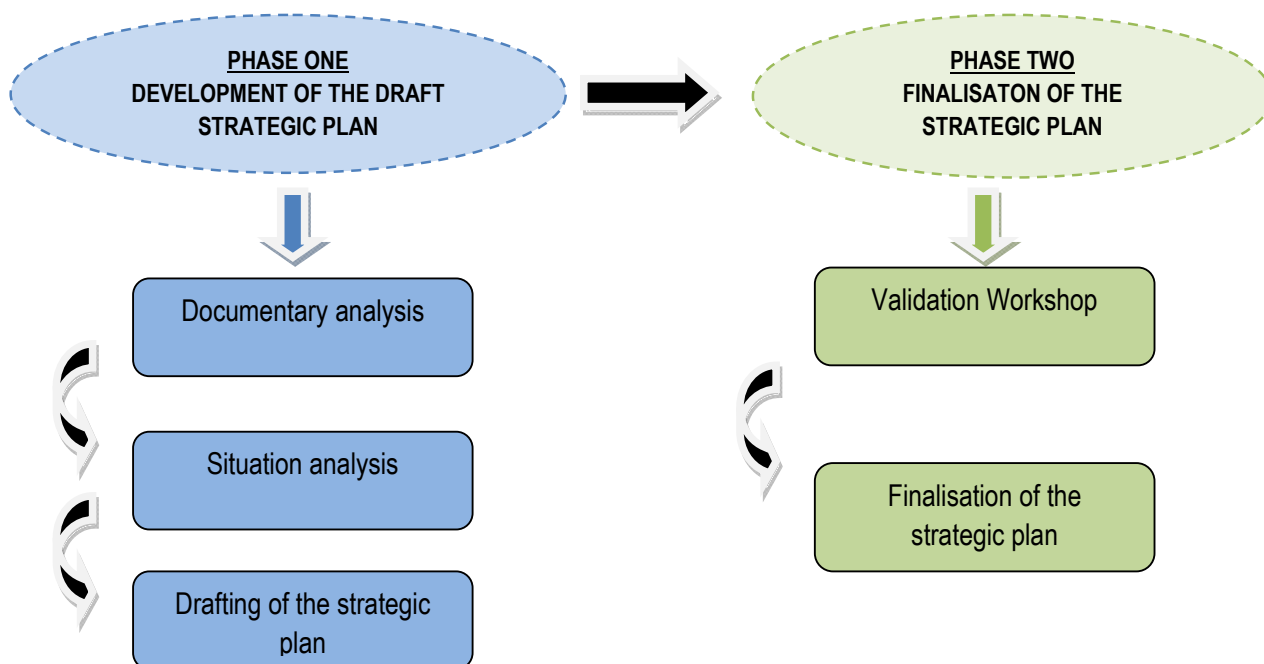 PHASE ONE
DEVELOPMENT OF THE DRAFT
STRATEGIC PLAN
PHASE TWO
FINALISATON OF THE
STRATEGIC PLAN
Documentary analysis
Situation analysis
Drafting of the strategic
plan
Validation Workshop
Finalisation of the
strategic plan